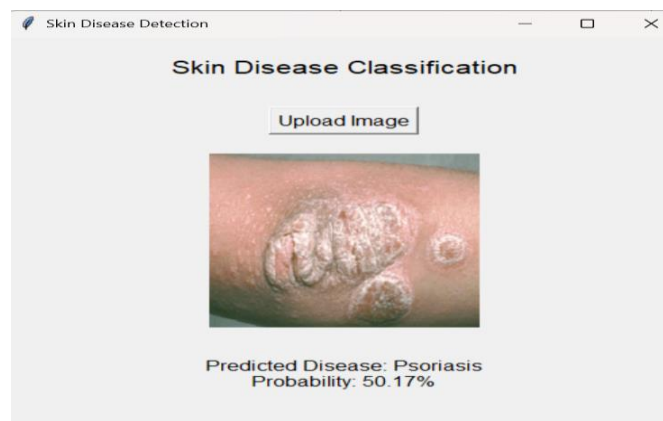 Skin Disease Detection
Skin Disease Classification
Upload Image
Predicted Disease: Psoriasis
Probability: 50.17%